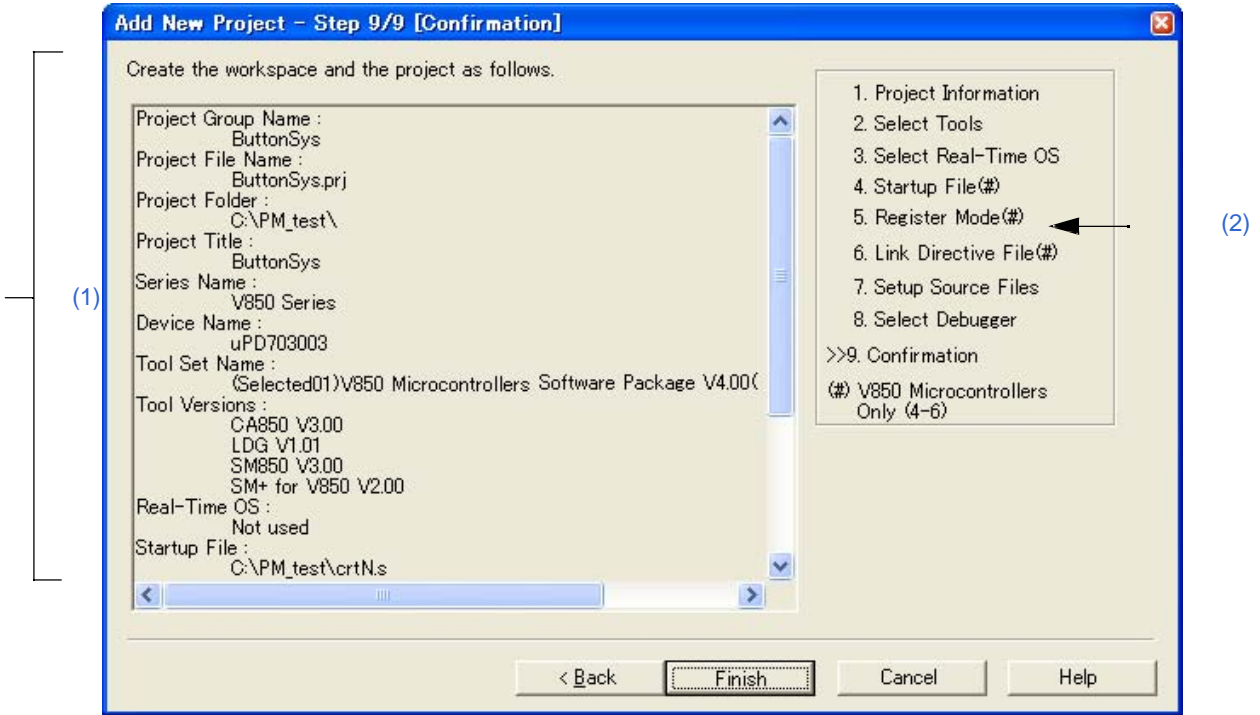 Add New Project - Step 9/9 [Confirmation]
Create the workspace and the project as follows.
Project Group Name :
ButtonSys
Project File Name :
ButtonSys.prj
Project Folder :
C:\PM_test\
Project Title :
ButtonSys
Series Name :
V850 Series
Device Name :
uPD703003
Tool Set Name :
(Selected01)V850 Microcontrollers Software Package V4.00(
Tool Versions :
CA850 V3.00
LDG V1.01
SM850 V3.00
SM+ for V850 V2.00
Real-Time OS :
Not used
Startup File :
C:\PM_test\crtN.s
(1)
1. Project Information
2. Select Tools
3. Select Real-Time OS
4. Startup File(#)
5. Register Mode(#)
6. Link Directive File(#)
7. Setup Source Files
8. Select Debugger
>>9. Confirmation
(#) V850 Microcontrollers
Only (4-6)
(2)
< Back
Finish
Cancel
Help